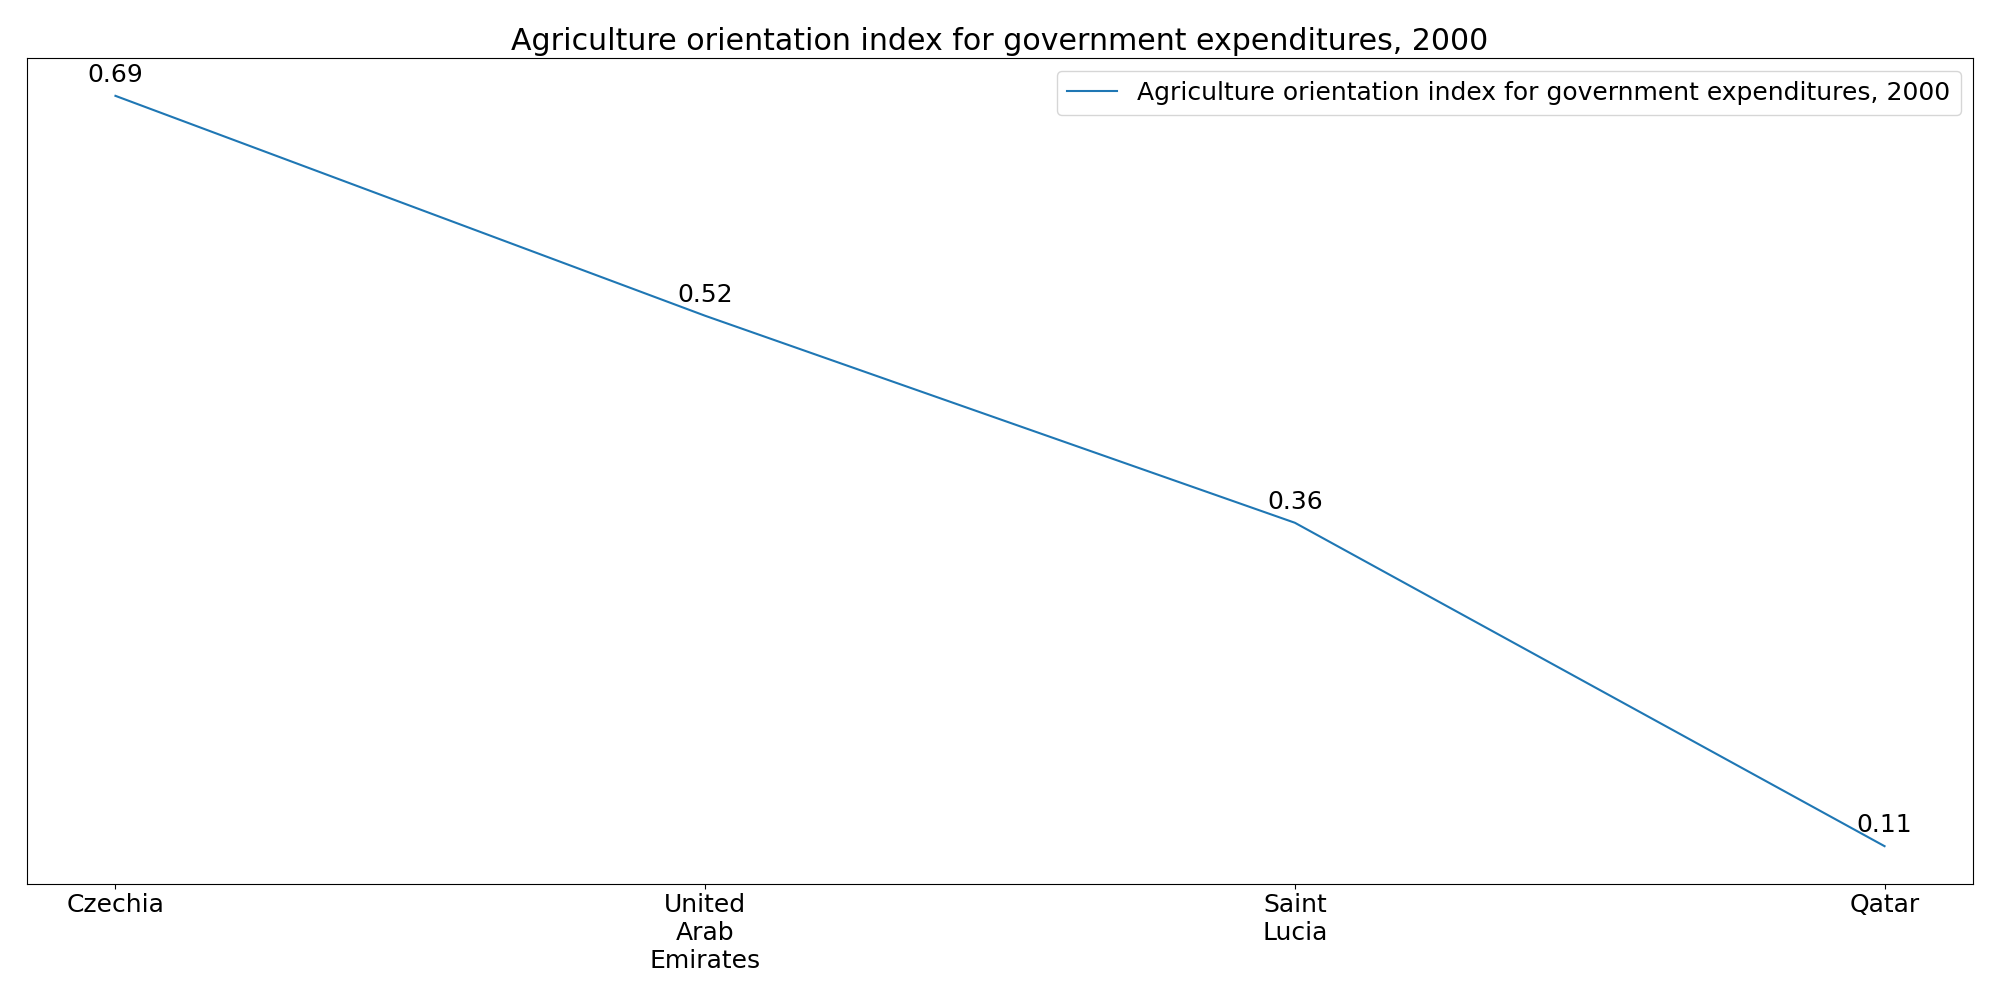 Agriculture orientation index for government expenditures, 2000
Agriculture orientation index for government expenditures, 2000
0.69
0.52
0.36
0.11
Czechia
United
Arab
Emirates
Saint
Lucia
Qatar